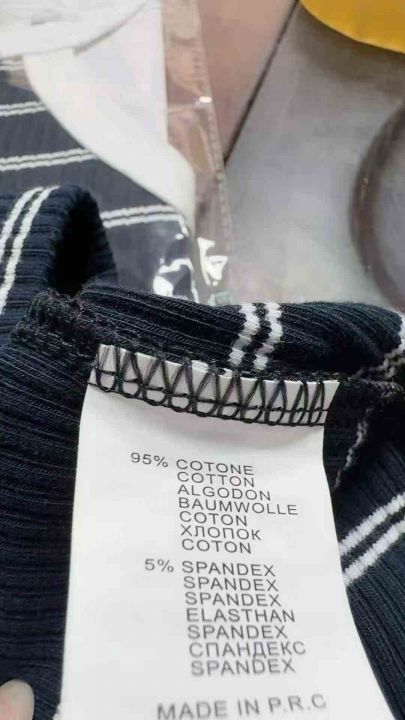 95% COTONE
COTTON
ALGODON
BAUMWOLLE
COTON
ХЛОПОК
COTON
5% SPANDEX
SPANDEX
SPANDEX
ELASTHAN
SPANDEX
СПАНДЕКС
SPANDEX
MADE IN P.R.C